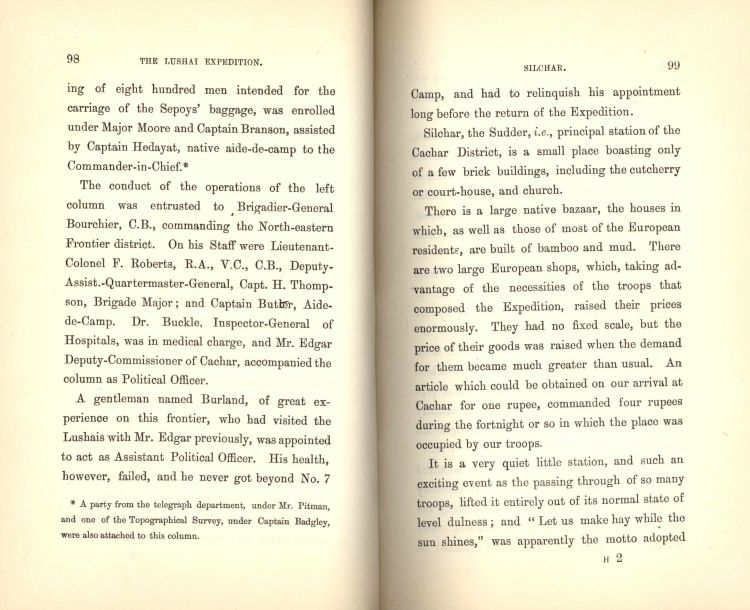 98 THE LUSHAI EXPEDITION.
ing of eight hundred men intended for the
carriage of the Sepoys' baggage, was enrolled
under Major Moore and Captain Branson, assisted
by Captain Hedayat, native aide-de-camp to the
Commander-in-Chief.*
The conduct of the operations of the left
column was entrusted to Brigadier-General
Bourchier, C.B., commanding the North-eastern
Frontier district. On his Staff were Lieutenant-
Colonel F. Roberts, R.A., V.C., C.B., Deputy-
Assist.-Quartermaster-General, Capt. H. Thomp-
son, Brigade Major; and Captain Butler, Aide-
de-Camp. Dr. Buckle, Inspector-General of
Hospitals, was in medical charge, and Mr. Edgar
Deputy-Commissioner of Cachar, accompanied the
column as Political Officer.
A gentleman named Burland, of great ex-
perience on this frontier, who had visited the
Lushais with Mr. Edgar previously, was appointed
to act as Assistant Political Officer. His health,
however, failed, and he never got beyond No. 7
* A party from the telegraph department, under Mr. Pitman,
and one of the Topographical Survey, under Captain Badgley,
were also attached to this column.
SILCHAR. 99
Camp, and had to relinquish his appointment
long before the return of the Expedition.
Silchar, the Sudder, i.e., principal station of the
Cachar District, is a small place boasting only
of a few brick buildings, including the cutcherry
or court-house, and church.
There is a large native bazaar, the houses in
which, as well as those of most of the European
residents, are built of bamboo and mud. There
are two large European shops, which, taking ad-
vantage of the necessities of the troops that
composed the Expedition, raised their prices
enormously. They had no fixed scale, but the
price of their goods was raised when the demand
for them became much greater than usual. An
article which could be obtained on our arrival at
Cachar for one rupee, commanded four rupees
during the fortnight or so in which the place was
occupied by our troops.
It is a very quiet little station, and such an
exciting event as the passing through of so many
troops, lifted it entirely out of its normal state of
level dulness; and "Let us make hay while the
sun shines," was apparently the motto adopted
H 2